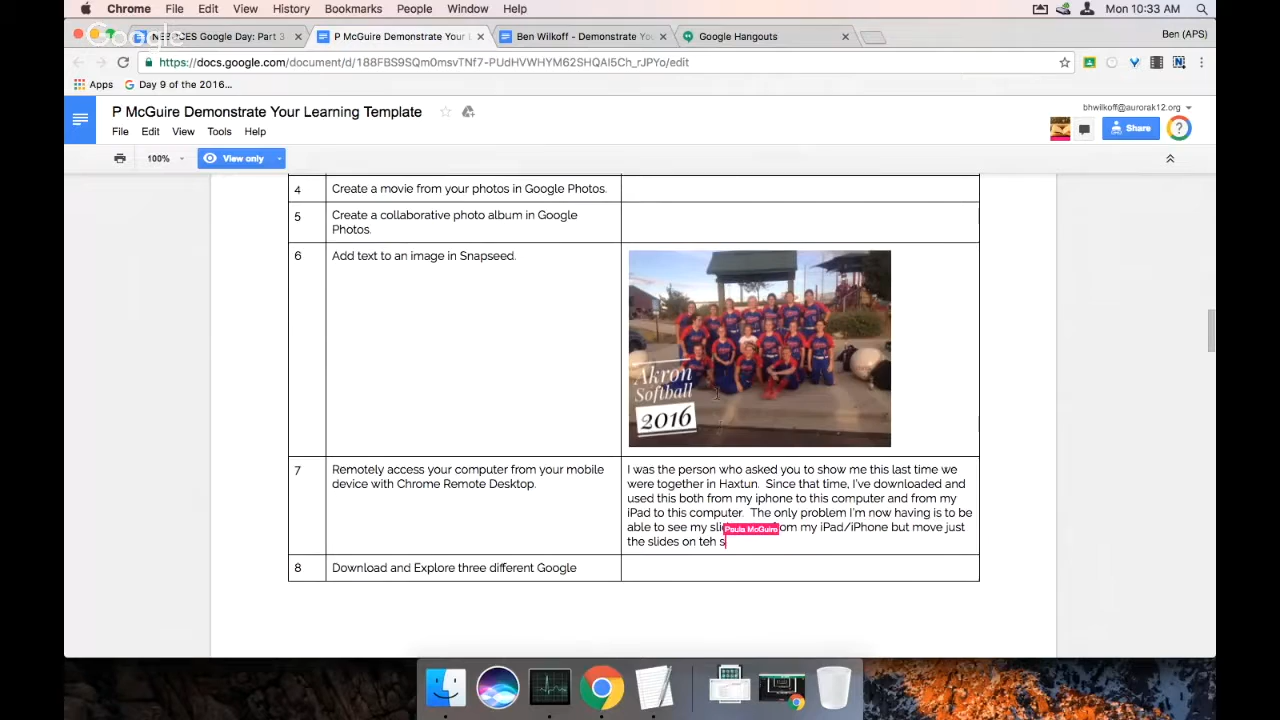 Chrome File Edit View History Bookmarks People Window Help Mon 10:33 AM
Google
CES Google Day: Part 3
P McGuire Demonstrate Your
Ben Wilkoff - Demonstrate Yo
Google Hangouts
Ben (APS)
https://docs.google.com/document/d/188FBS9SQm0msvTNf7-PUdHVWHYM62SHQAl5Ch_rJPYo/edit
Apps Day 9 of the 2016...
P McGuire Demonstrate Your Learning Template
bhwilkoff@aurorak12.org
File Edit View Tools Help
Share
100% View only
4 Create a movie from your photos in Google Photos.
5 Create a collaborative photo album in Google
Photos.
6 Add text to an image in Snapseed.
Akron
Softball
2016
7 Remotely access your computer from your mobile
device with Chrome Remote Desktop.
I was the person who asked you to show me this last time we
were together in Haxtun. Since that time, I've downloaded and
used this both from my iphone to this computer and from my
iPad to this computer. The only problem I'm now having is to be
able to see my sli om my iPad/iPhone but move just
Paula McGuire
the slides on teh s
8 Download and Explore three different Google